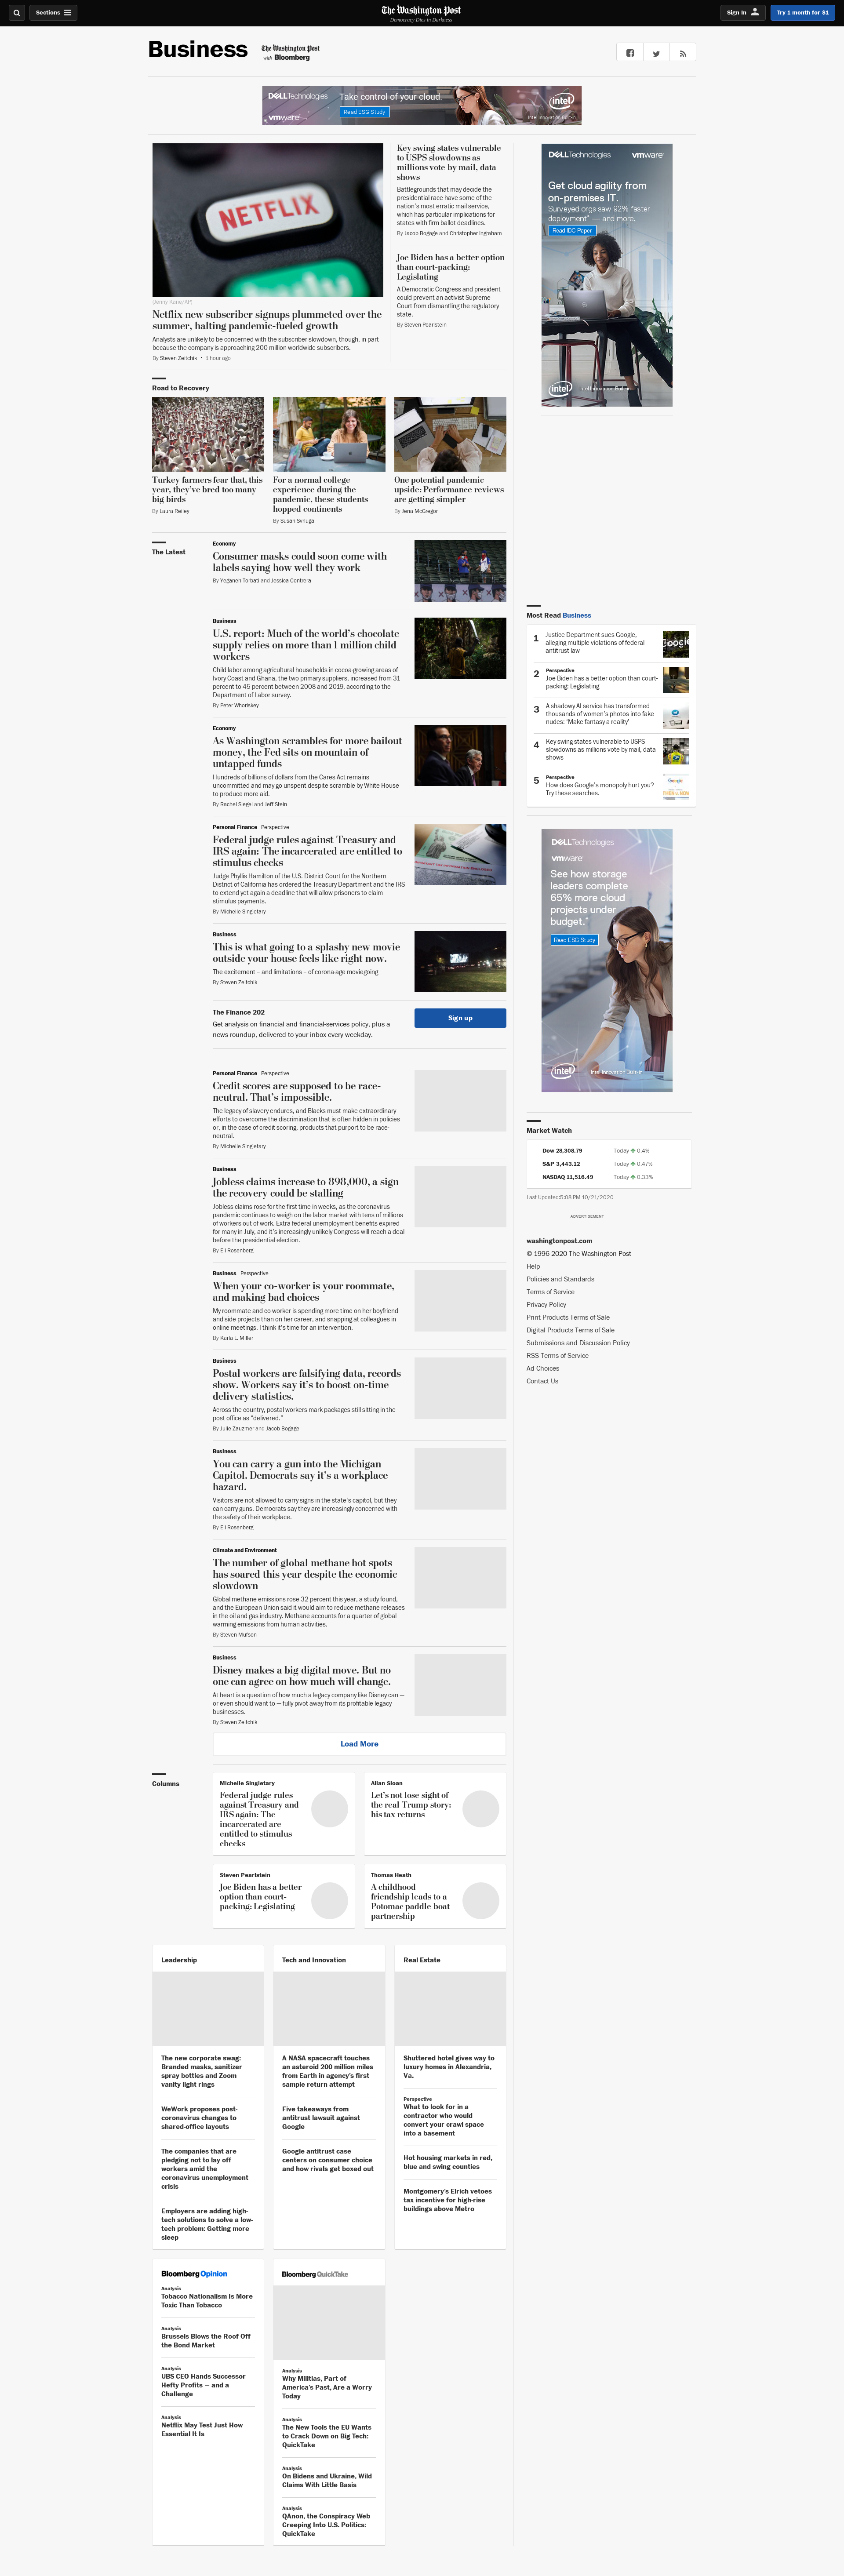 Sections
The Washington Post
Democracy Dies in Darkness
Sign In
Try 1 month for $1
Business
The Washington Post
with Bloomberg
DELL Technologies
vmware
Take control of your cloud.
Read ESG Study
intel
NETFLIX
(Jenny Kane/AP)
Netflix new subscriber signups plummeted over the
summer, halting pandemic-fueled growth
Analysts are unlikely to be concerned with the subscriber slowdown, though, in part
because the company is approaching 200 million worldwide subscribers.
By Steven Zeitchik • 1 hour ago
Key swing states vulnerable
to USPS slowdowns as
millions vote by mail, data
shows
Battlegrounds that may decide the
presidential race have some of the
nation's most erratic mail service,
which has particular implications for
states with firm ballot deadlines.
By Jacob Bogage and Christopher Ingraham
Joe Biden has a better option
than court-packing:
Legislating
A Democratic Congress and president
could prevent an activist Supreme
Court from dismantling the regulatory
state.
By Steven Pearlstein
DELL Technologies
vmware
Get cloud agility from
on-premises IT.
Surveyed orgs saw 92% faster
deployment* — and more.
Read IDC Paper
intel
Road to Recovery
Turkey farmers fear that, this
year, they've bred too many
big birds
By Laura Reiley
For a normal college
experience during the
pandemic, these students
hopped continents
By Susan Svrluga
One potential pandemic
upside: Performance reviews
are getting simpler
By Jena McGregor
The Latest
Economy
Consumer masks could soon come with
labels saying how well they work
By Yeganeh Torbati and Jessica Contrera
Business
U.S. report: Much of the world's chocolate
supply relies on more than 1 million child
workers
Child labor among agricultural households in cocoa-growing areas of
Ivory Coast and Ghana, the two primary suppliers, increased from 31
percent to 45 percent between 2008 and 2019, according to the
Department of Labor survey.
By Peter Whoriskey
Economy
As Washington scrambles for more bailout
money, the Fed sits on mountain of
untapped funds
Hundreds of billions of dollars from the Cares Act remains
uncommitted and may go unspent despite scramble by White House
to produce more aid.
By Rachel Siegel and Jeff Stein
Personal Finance Perspective
Federal judge rules against Treasury and
IRS again: The incarcerated are entitled to
stimulus checks
Judge Phyllis Hamilton of the U.S. District Court for the Northern
District of California has ordered the Treasury Department and the IRS
to extend yet again a deadline that will allow prisoners to claim
stimulus payments.
By Michelle Singletary
Business
This is what going to a splashy new movie
outside your house feels like right now.
The excitement – and limitations – of corona-age moviegoing
By Steven Zeitchik
The Finance 202
Get analysis on financial and financial-services policy, plus a
news roundup, delivered to your inbox every weekday.
Sign up
Personal Finance Perspective
Credit scores are supposed to be race-
neutral. That's impossible.
The legacy of slavery endures, and Blacks must make extraordinary
efforts to overcome the discrimination that is often hidden in policies
or, in the case of credit scoring, products that purport to be race-
neutral.
By Michelle Singletary
Business
Jobless claims increase to 898,000, a sign
the recovery could be stalling
Jobless claims rose for the first time in weeks, as the coronavirus
pandemic continues to weigh on the labor market with tens of millions
of workers out of work. Extra federal unemployment benefits expired
for many in July, and it's increasingly unlikely Congress will reach a deal
before the presidential election.
By Eli Rosenberg
Business Perspective
When your co-worker is your roommate,
and making bad choices
My roommate and co-worker is spending more time on her boyfriend
and side projects than on her career, and snapping at colleagues in
online meetings. I think it's time for an intervention.
By Karla L. Miller
Business
Postal workers are falsifying data, records
show. Workers say it's to boost on-time
delivery statistics.
Across the country, postal workers mark packages still sitting in the
post office as "delivered."
By Julie Zauzmer and Jacob Bogage
Business
You can carry a gun into the Michigan
Capitol. Democrats say it's a workplace
hazard.
Visitors are not allowed to carry signs in the state's capitol, but they
can carry guns. Democrats say they are increasingly concerned with
the safety of their workplace.
By Eli Rosenberg
Climate and Environment
The number of global methane hot spots
has soared this year despite the economic
slowdown
Global methane emissions rose 32 percent this year, a study found,
and the European Union said it would aim to reduce methane releases
in the oil and gas industry. Methane accounts for a quarter of global
warming emissions from human activities.
By Steven Mufson
Business
Disney makes a big digital move. But no
one can agree on how much will change.
At heart is a question of how much a legacy company like Disney can —
or even should want to — fully pivot away from its profitable legacy
businesses.
By Steven Zeitchik
Load More
Most Read Business
1 Justice Department sues Google,
alleging multiple violations of federal
antitrust law
Google
2 Perspective
Joe Biden has a better option than court-
packing: Legislating
3 A shadowy AI service has transformed
thousands of women's photos into fake
nudes: 'Make fantasy a reality'
4 Key swing states vulnerable to USPS
slowdowns as millions vote by mail, data
shows
5 Perspective
How does Google's monopoly hurt you?
Try these searches.
Google
DELL Technologies
vmware
See how storage
leaders complete
65% more cloud
projects under
budget.*
Read ESG Study
intel
Market Watch
Dow 28,308.79 Today 0.4%
S&P 3,443.12 Today 0.47%
NASDAQ 11,516.49 Today 0.33%
Last Updated:5:08 PM 10/21/2020
ADVERTISEMENT
washingtonpost.com
© 1996-2020 The Washington Post
Help
Policies and Standards
Terms of Service
Privacy Policy
Print Products Terms of Sale
Digital Products Terms of Sale
Submissions and Discussion Policy
RSS Terms of Service
Ad Choices
Contact Us
Columns
Michelle Singletary
Federal judge rules
against Treasury and
IRS again: The
incarcerated are
entitled to stimulus
checks
Allan Sloan
Let's not lose sight of
the real Trump story:
his tax returns
Steven Pearlstein
Joe Biden has a better
option than court-
packing: Legislating
Thomas Heath
A childhood
friendship leads to a
Potomac paddle boat
partnership
Leadership
The new corporate swag:
Branded masks, sanitizer
spray bottles and Zoom
vanity light rings
WeWork proposes post-
coronavirus changes to
shared-office layouts
The companies that are
pledging not to lay off
workers amid the
coronavirus unemployment
crisis
Employers are adding high-
tech solutions to solve a low-
tech problem: Getting more
sleep
Tech and Innovation
A NASA spacecraft touches
an asteroid 200 million miles
from Earth in agency's first
sample return attempt
Five takeaways from
antitrust lawsuit against
Google
Google antitrust case
centers on consumer choice
and how rivals get boxed out
Real Estate
Shuttered hotel gives way to
luxury homes in Alexandria,
Va.
Perspective
What to look for in a
contractor who would
convert your crawl space
into a basement
Hot housing markets in red,
blue and swing counties
Montgomery's Elrich vetoes
tax incentive for high-rise
buildings above Metro
Bloomberg Opinion
Analysis
Tobacco Nationalism Is More
Toxic Than Tobacco
Analysis
Brussels Blows the Roof Off
the Bond Market
Analysis
UBS CEO Hands Successor
Hefty Profits — and a
Challenge
Analysis
Netflix May Test Just How
Essential It Is
Bloomberg QuickTake
Analysis
Why Militias, Part of
America's Past, Are a Worry
Today
Analysis
The New Tools the EU Wants
to Crack Down on Big Tech:
QuickTake
Analysis
On Bidens and Ukraine, Wild
Claims With Little Basis
Analysis
QAnon, the Conspiracy Web
Creeping Into U.S. Politics:
QuickTake